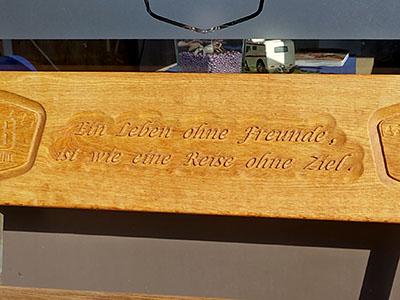 Ein Leben ohne Freunde,
ist wie eine Reise ohne Ziel.